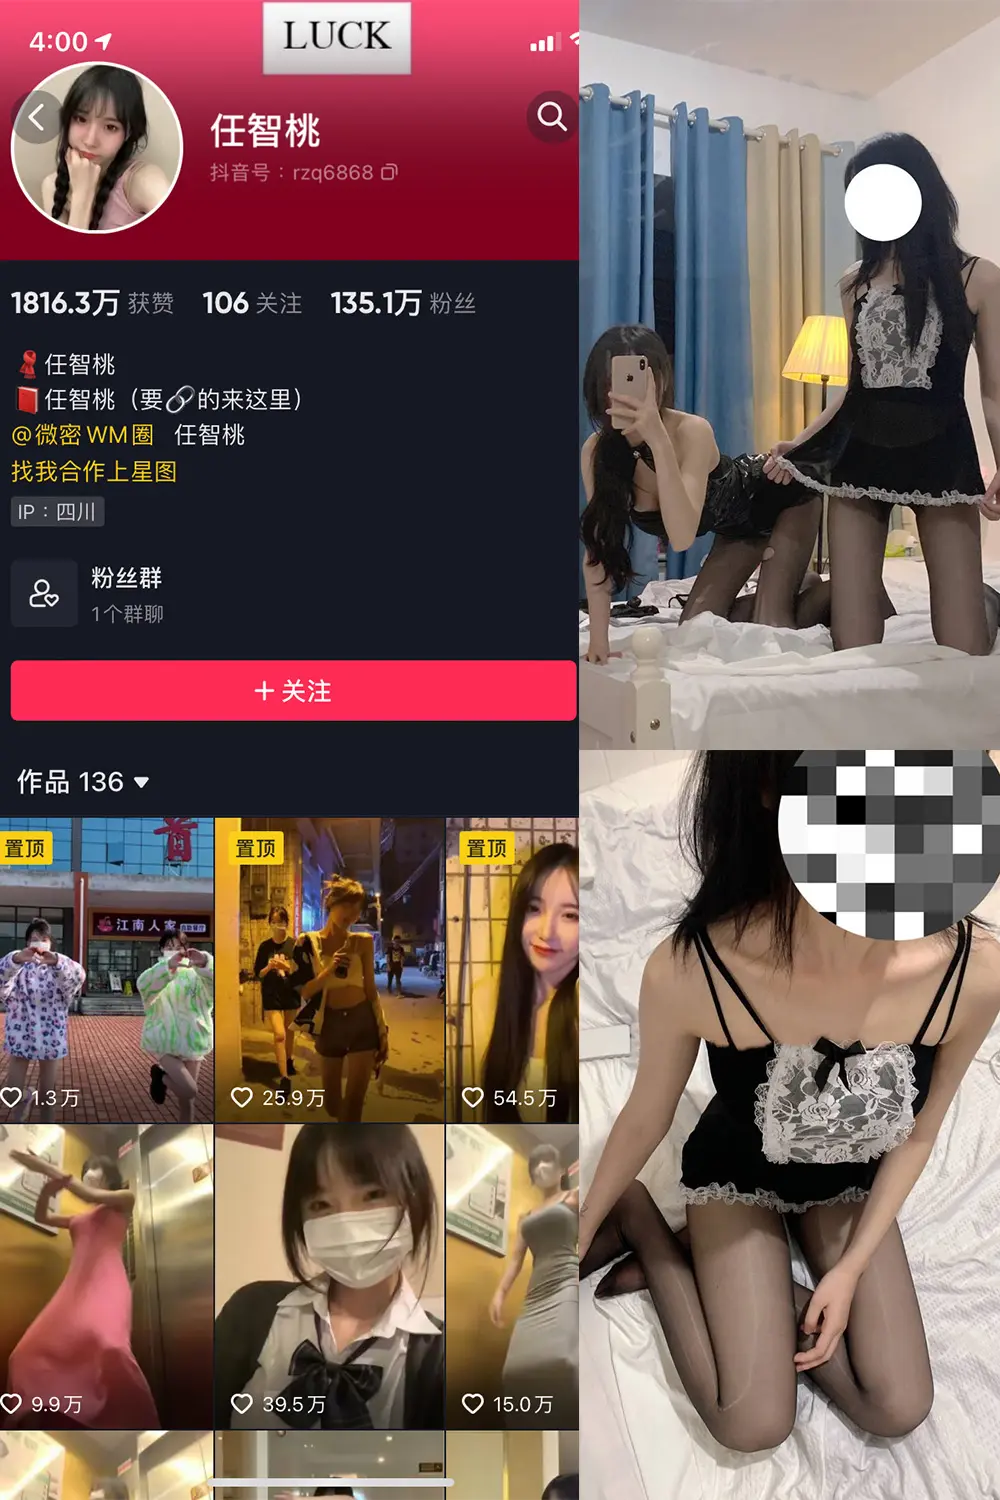 4:00
LUCK
任智桃
抖音号：rzq6868
1816.3万 获赞 106 关注 135.1万 粉丝
任智桃
任智桃（要🔗的来这里）
@微密WM圈 任智桃
找我合作上星图
IP：四川
粉丝群
1个群聊
+ 关注
作品 136
置顶
置顶
置顶
江南人家
1.3万
25.9万
54.5万
9.9万
39.5万
15.0万